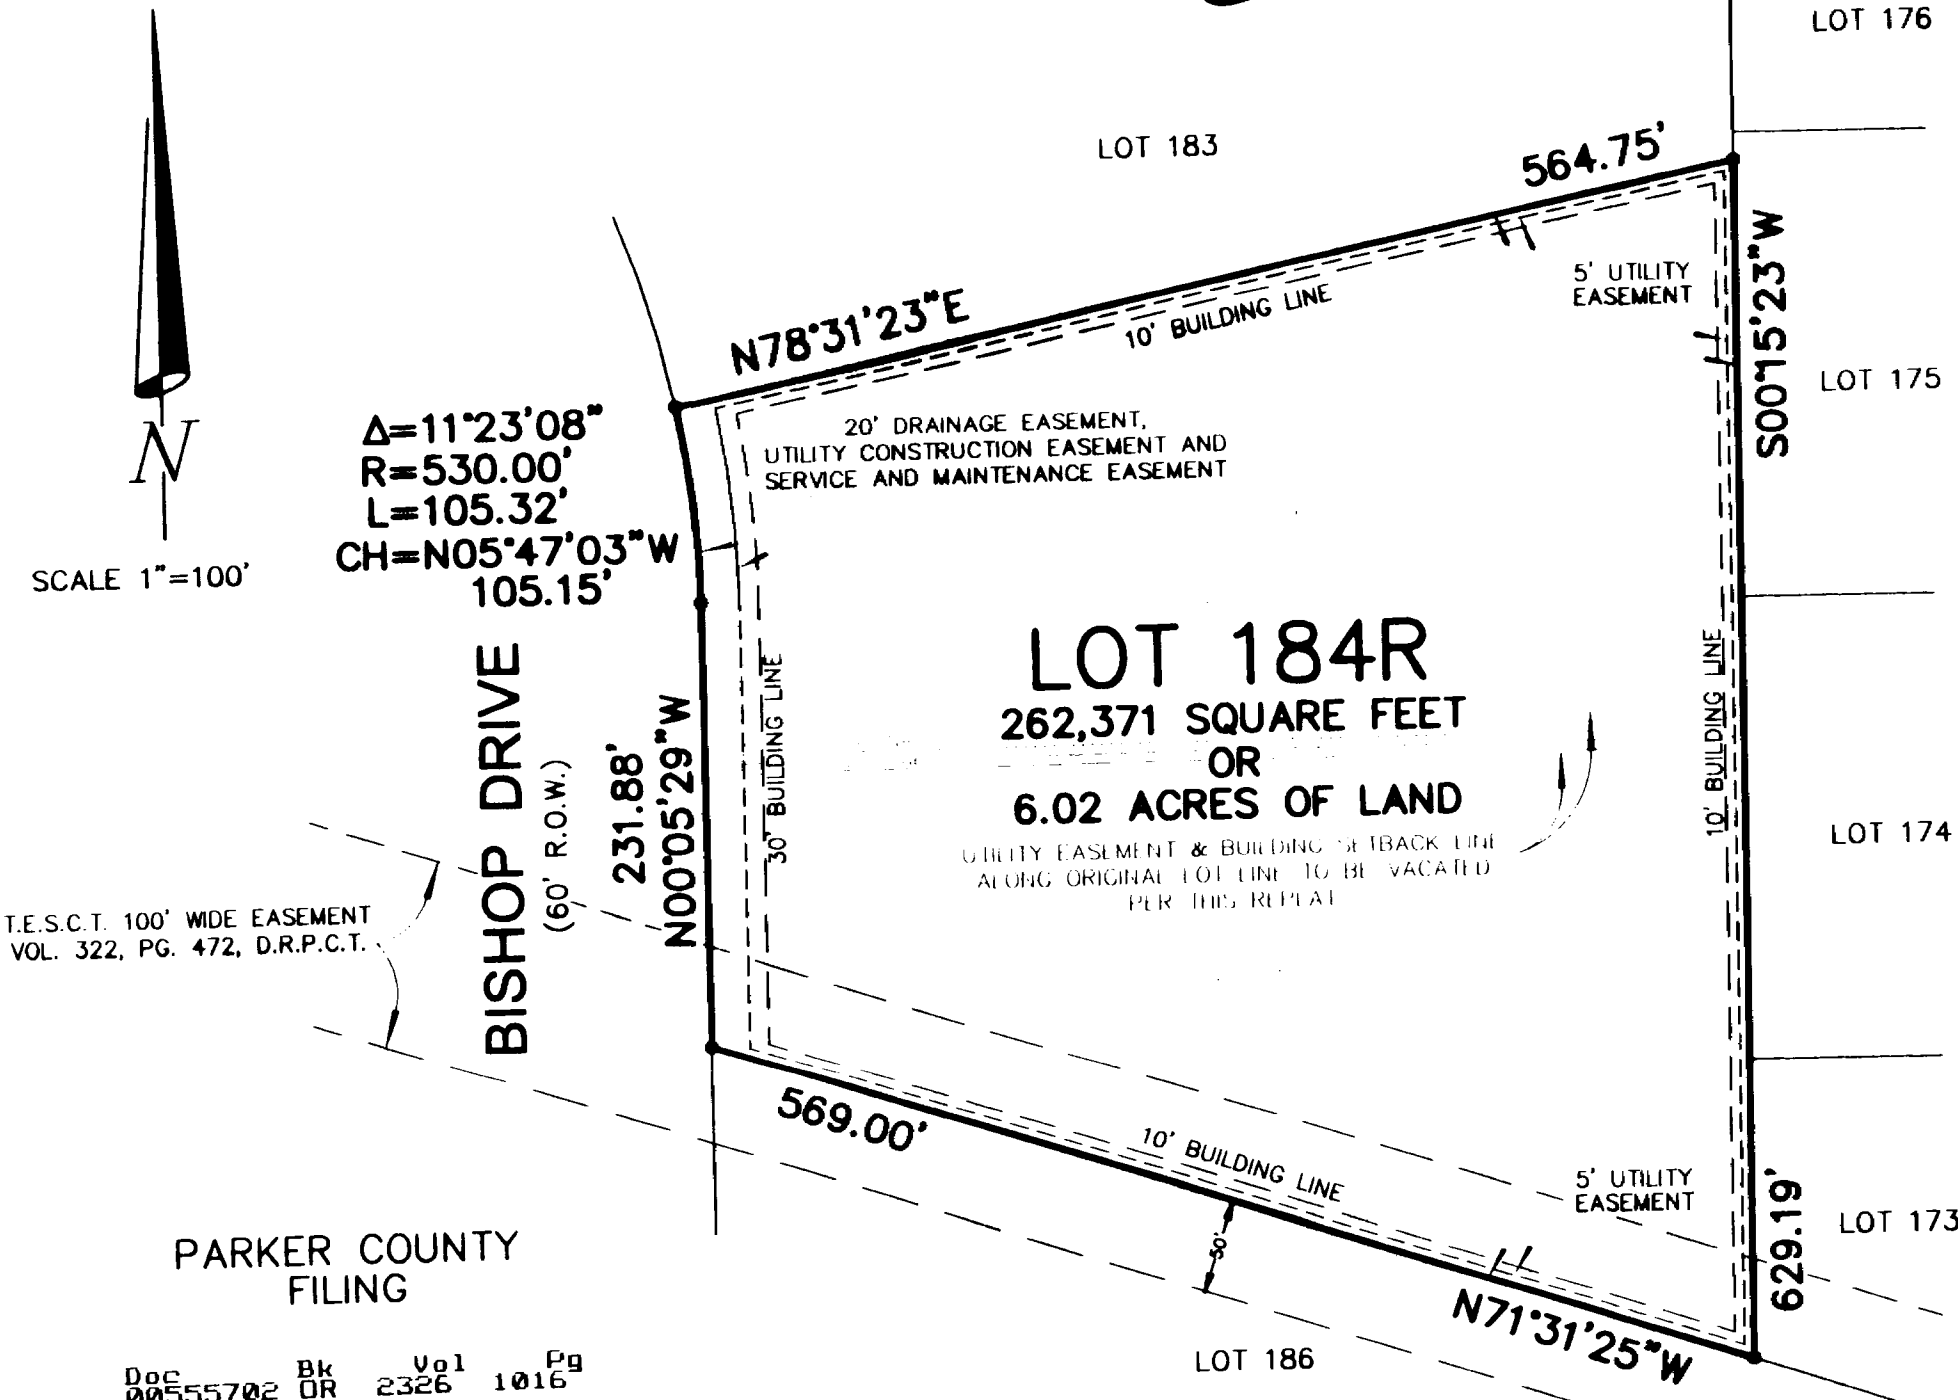 LOT 176
LOT 183
564.75'
N78°31'23"E
10' BUILDING LINE
5' UTILITY
EASEMENT
S00°15'23"W
LOT 175
N
SCALE 1"=100'
Δ=11°23'08"
R=530.00'
L=105.32'
CH=N05°47'03"W
105.15'
20' DRAINAGE EASEMENT,
UTILITY CONSTRUCTION EASEMENT AND
SERVICE AND MAINTENANCE EASEMENT
LOT 184R
262,371 SQUARE FEET
OR
6.02 ACRES OF LAND
UTILITY EASEMENT & BUILDING SETBACK LINE
ALONG ORIGINAL LOT LINE TO BE VACATED
PER THIS REPLAT
BISHOP DRIVE
(60' R.O.W.)
231.88'
N00°05'29"W
30' BUILDING LINE
10' BUILDING LINE
LOT 174
T.E.S.C.T. 100' WIDE EASEMENT
VOL. 322, PG. 472, D.R.P.C.T.
569.00'
10' BUILDING LINE
5' UTILITY
EASEMENT
629.19'
LOT 173
50'
N71°31'25"W
LOT 186
PARKER COUNTY
FILING
Doc Bk Vol Pg
00555702 OR 2326 1016